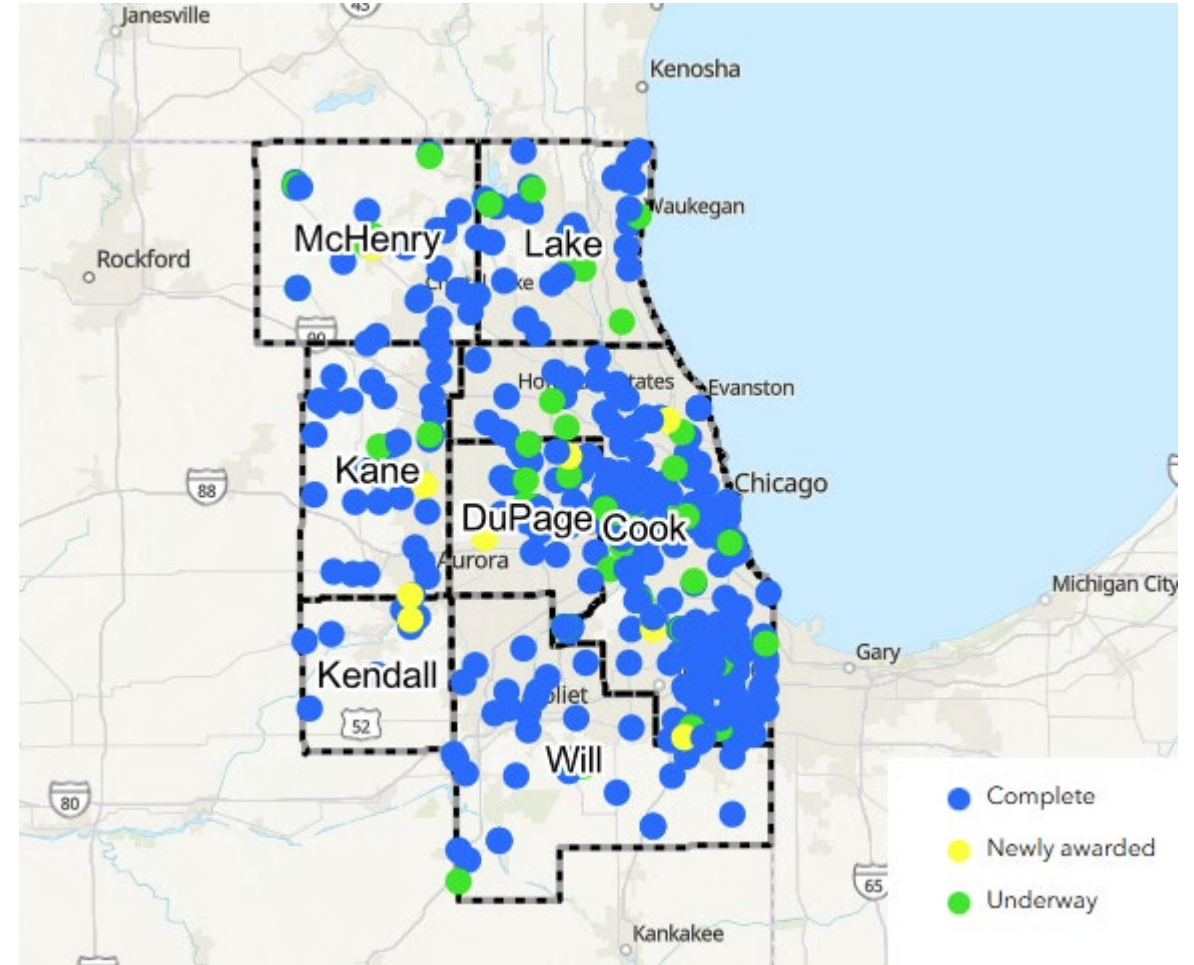 43
Janesville
Kenosha
Waukegan
McHenry
Lake
Rockford
90
Evanston
Kane
88
Chicago
DuPage
Cook
Aurora
Michigan City
Gary
Kendall
52
Will
80
Complete
Newly awarded
Underway
65
Kankakee